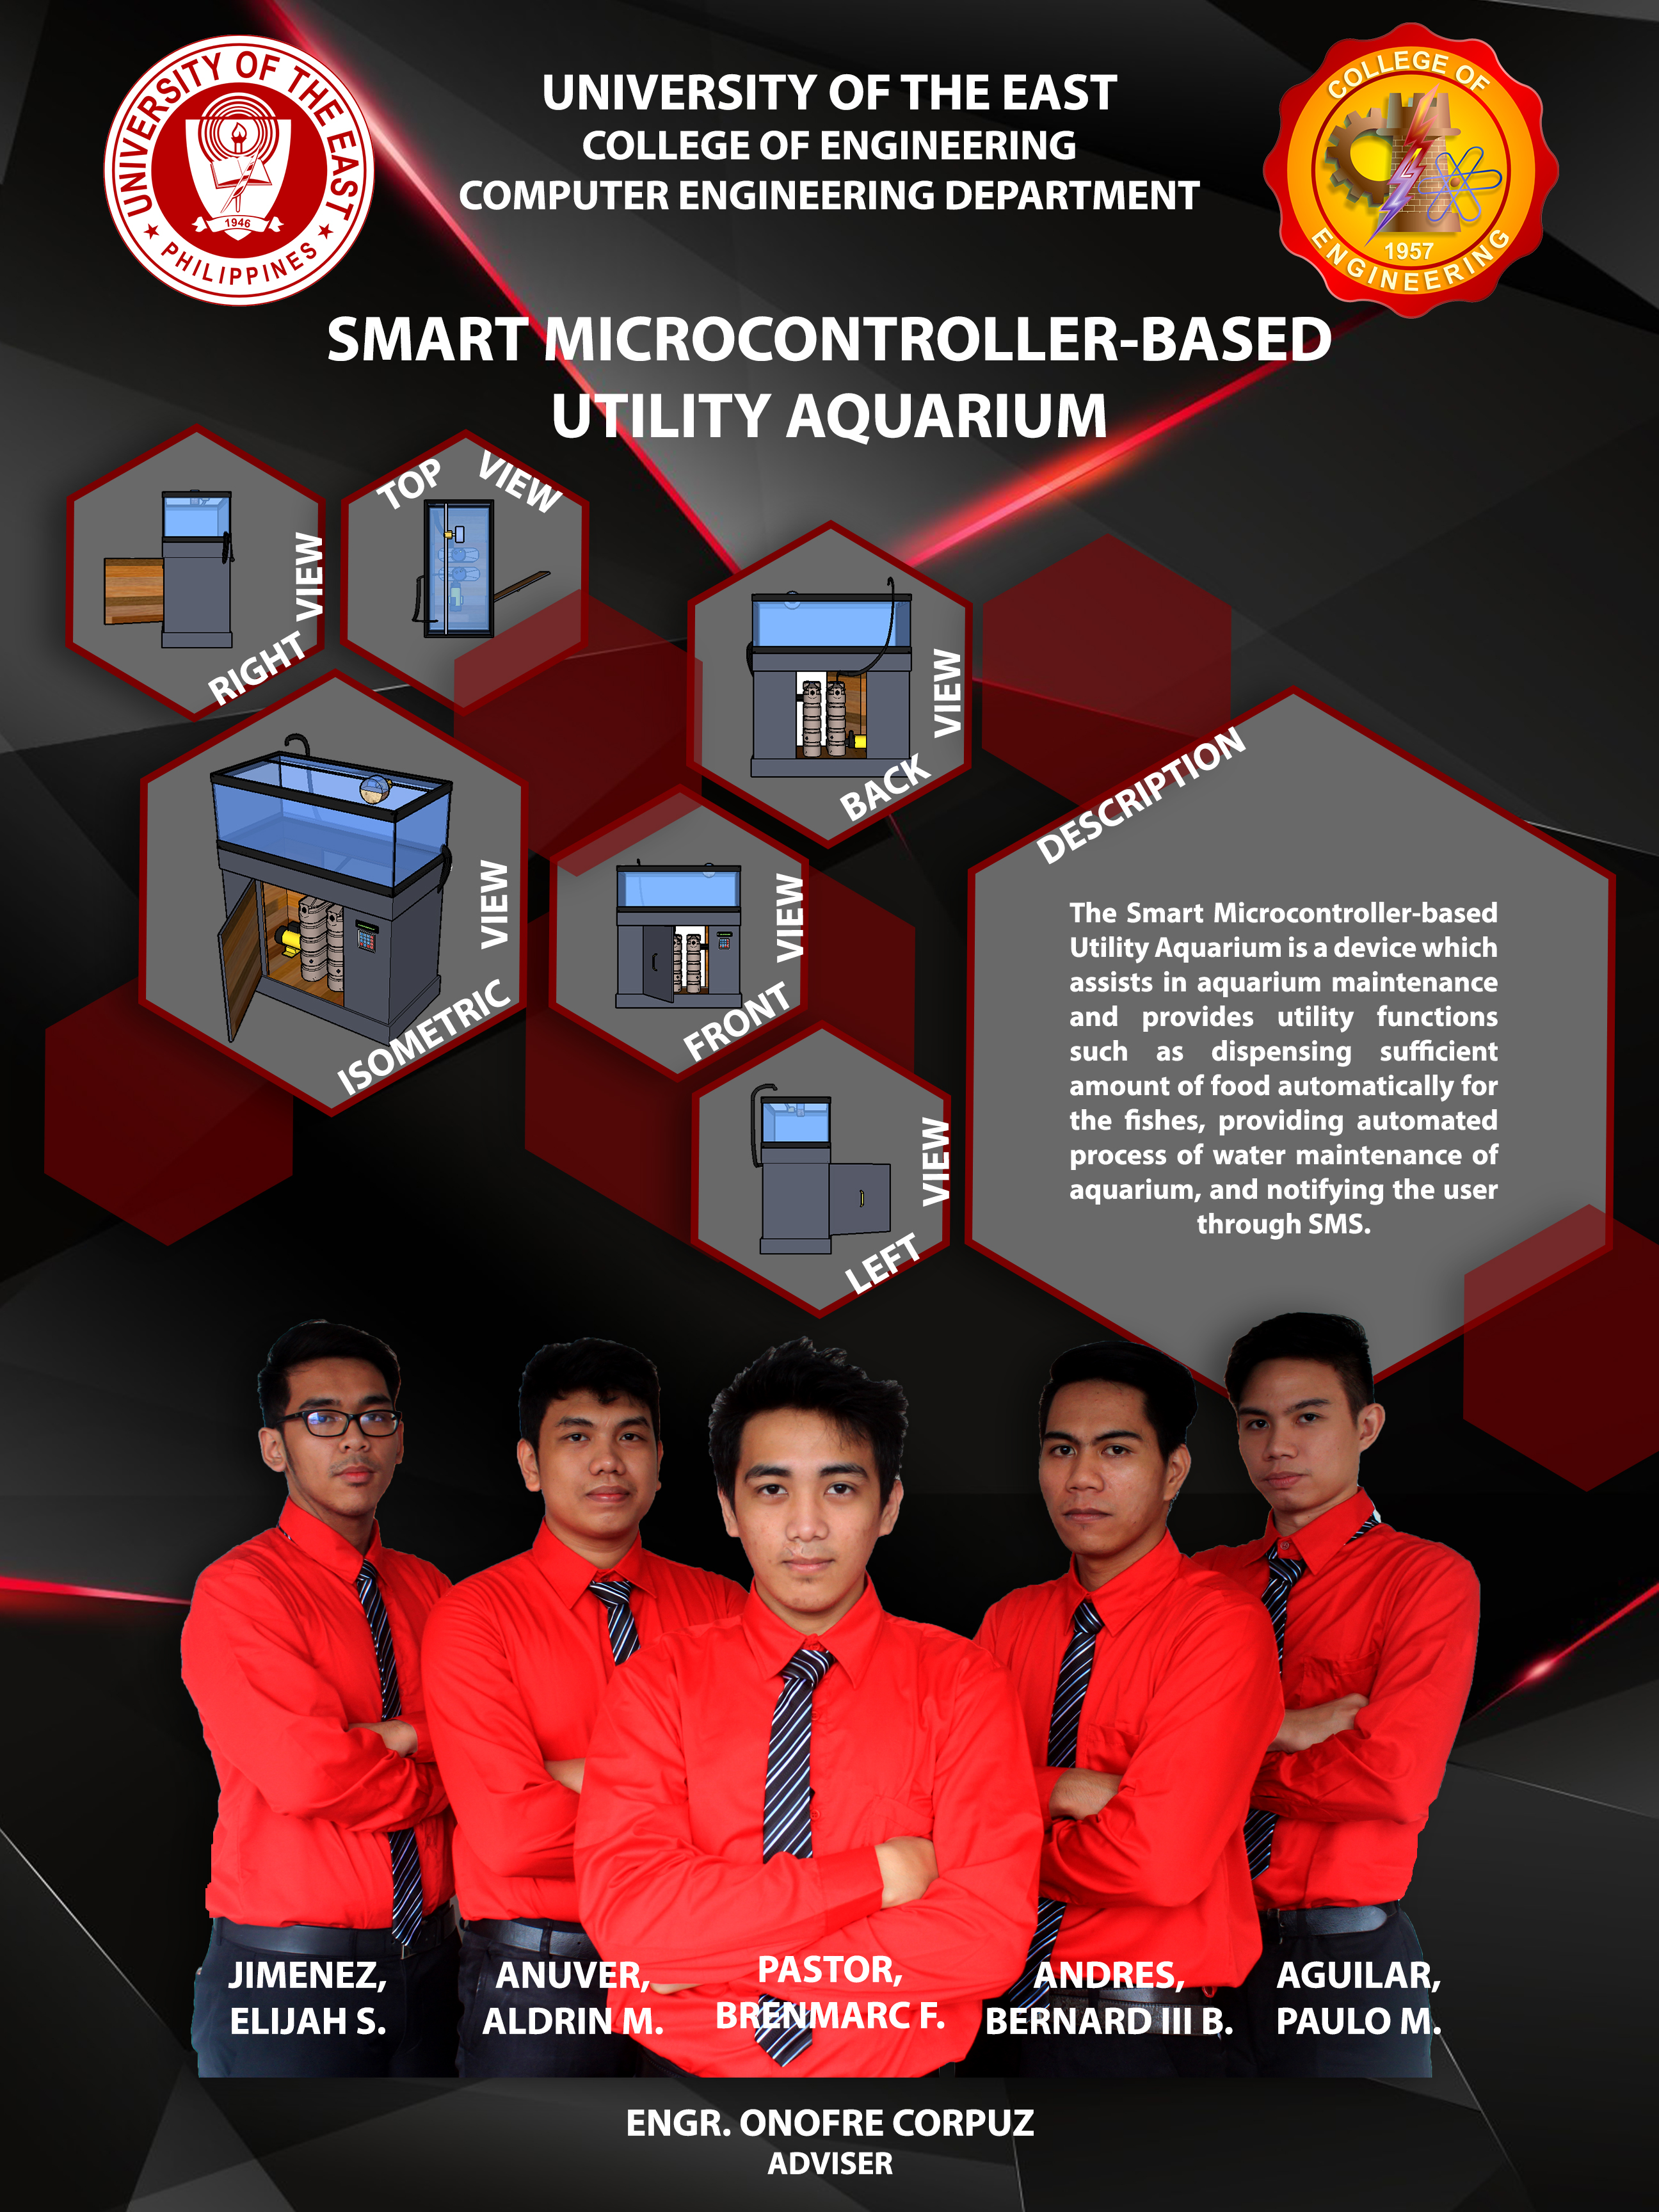 UNIVERSITY OF THE EAST
PHILIPPINES
1946
UNIVERSITY OF THE EAST
COLLEGE OF ENGINEERING
COMPUTER ENGINEERING DEPARTMENT
COLLEGE OF
1957
ENGINEERING
SMART MICROCONTROLLER-BASED
UTILITY AQUARIUM
RIGHT VIEW
TOP VIEW
BACK VIEW
ISOMETRIC VIEW
FRONT VIEW
LEFT VIEW
DESCRIPTION
The Smart Microcontroller-based
Utility Aquarium is a device which
assists in aquarium maintenance
and provides utility functions
such as dispensing sufficient
amount of food automatically for
the fishes, providing automated
process of water maintenance of
aquarium, and notifying the user
through SMS.
JIMENEZ,
ELIJAH S.
ANUVER,
ALDRIN M.
PASTOR,
BRENMARC F.
ANDRES,
BERNARD III B.
AGUILAR,
PAULO M.
ENGR. ONOFRE CORPUZ
ADVISER